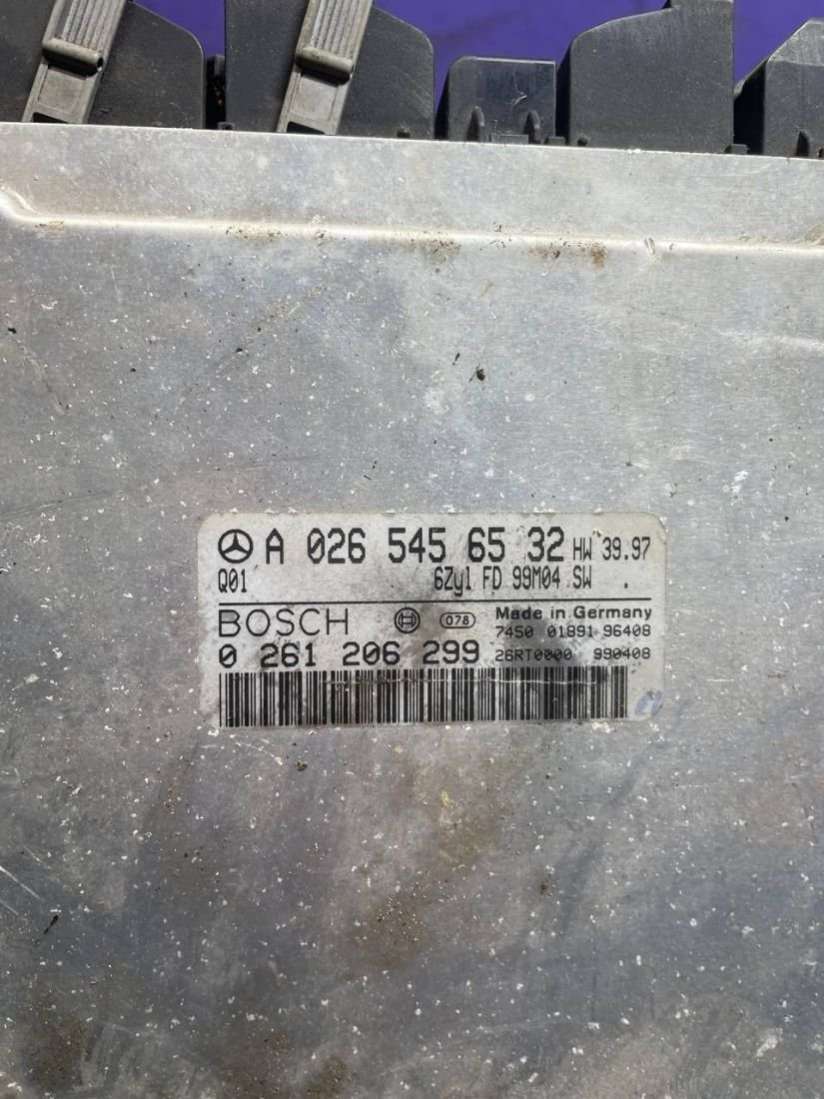 A 026 545 65 32 HW 39.97
Q01 6Zyl FD 99M04 SW .
BOSCH 078 Made in Germany
7450 01891 96408
0 261 206 299 26RT0000 990408